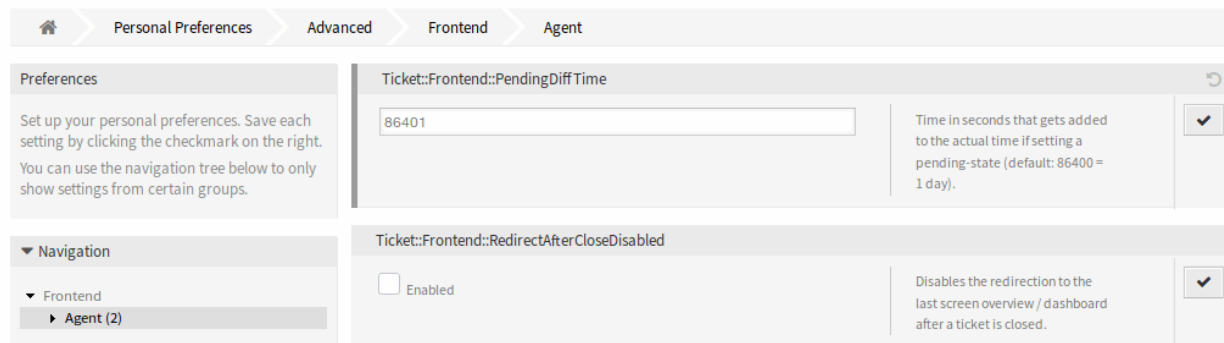 Personal Preferences Advanced Frontend Agent
Preferences
Set up your personal preferences. Save each
setting by clicking the checkmark on the right.
You can use the navigation tree below to only
show settings from certain groups.
Navigation
Frontend
Agent (2)
Ticket::Frontend::PendingDiffTime
86401
Time in seconds that gets added
to the actual time if setting a
pending-state (default: 86400 =
1 day).
Ticket::Frontend::RedirectAfterCloseDisabled
Enabled
Disables the redirection to the
last screen overview / dashboard
after a ticket is closed.